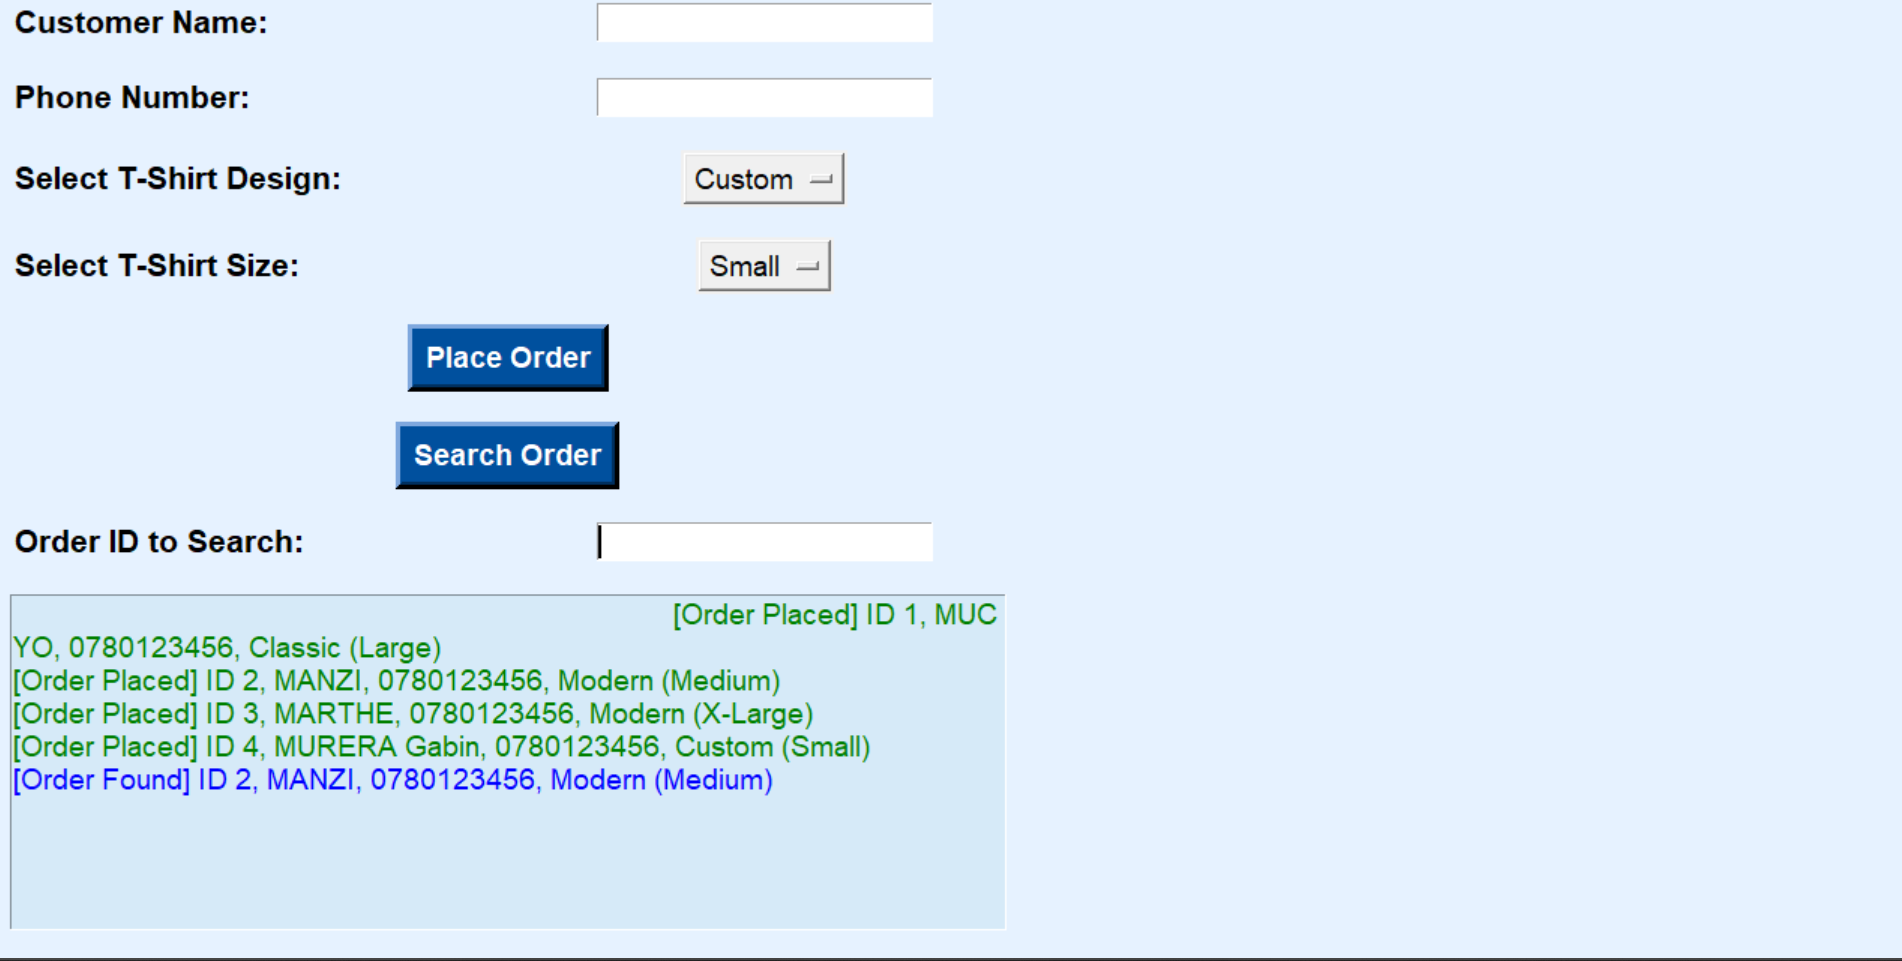 Customer Name:
Phone Number:
Select T-Shirt Design:
Custom
Select T-Shirt Size:
Small
Place Order
Search Order
Order ID to Search:
[Order Placed] ID 1, MUC
YO, 0780123456, Classic (Large)
[Order Placed] ID 2, MANZI, 0780123456, Modern (Medium)
[Order Placed] ID 3, MARTHE, 0780123456, Modern (X-Large)
[Order Placed] ID 4, MURERA Gabin, 0780123456, Custom (Small)
[Order Found] ID 2, MANZI, 0780123456, Modern (Medium)